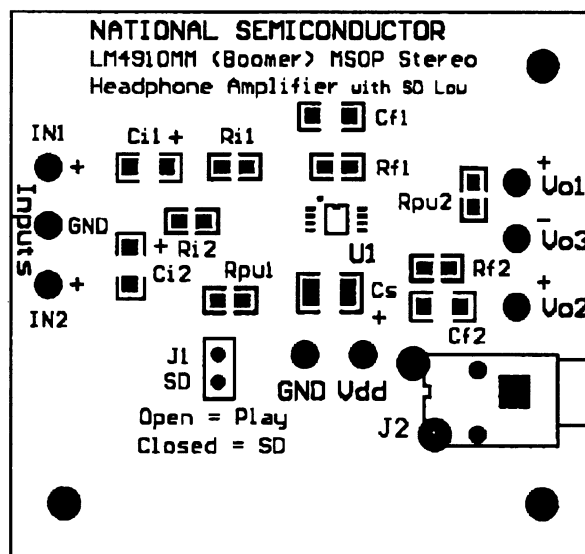 NATIONAL SEMICONDUCTOR
LM4910MM (Boomer) MSOP Stereo
Headphone Amplifier with SD Low
Cf1
IN1
Ci1 +
Ri1
+
Rf1
+
Vo1
Rpu2
Inputs
GND
Ri2
U1
-
Vo3
+
Ci2
Rpu1
Rf2
+
Cs
+
+
Vo2
IN2
Cf2
J1
SD
GND Vdd
Open = Play
Closed = SD
J2